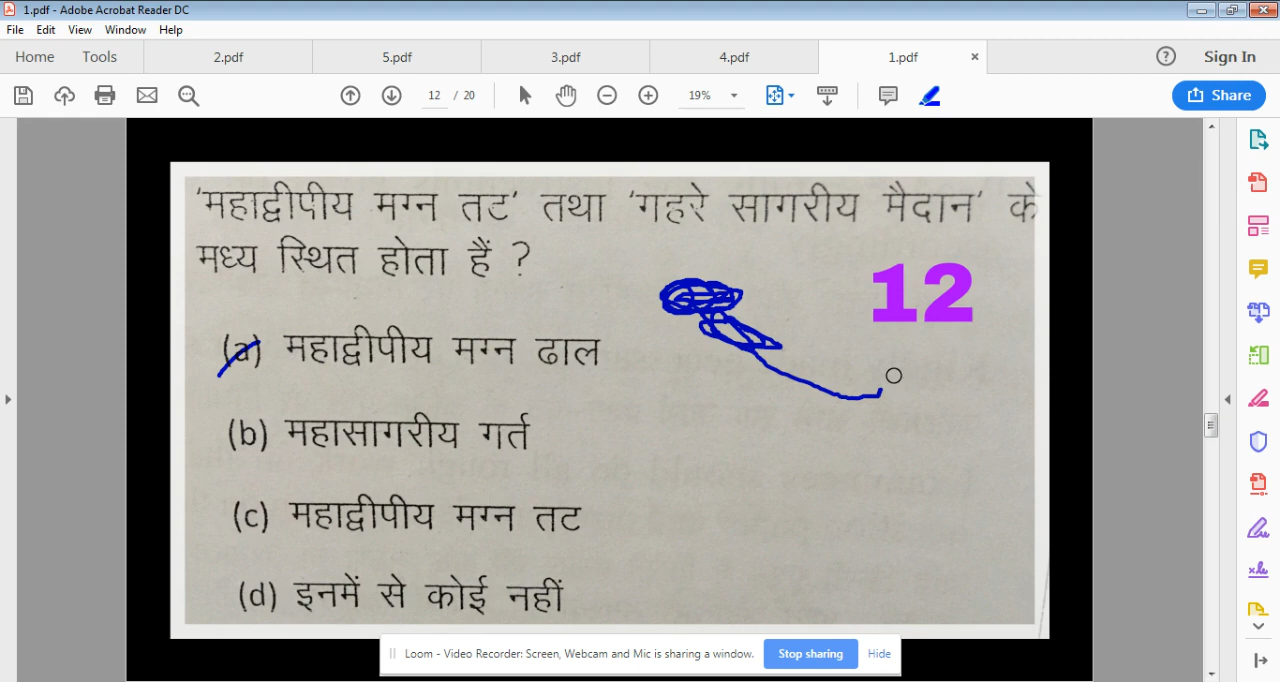 1.pdf - Adobe Acrobat Reader DC
File Edit View Window Help
Home Tools 2.pdf 5.pdf 3.pdf 4.pdf 1.pdf × ? Sign In
12 / 20 19% Share
'महाद्वीपीय मग्न तट' तथा 'गहरे सागरीय मैदान' के
मध्य स्थित होता हैं ?
12
(a) महाद्वीपीय मग्न ढाल
(b) महासागरीय गर्त
(c) महाद्वीपीय मग्न तट
(d) इनमें से कोई नहीं
Loom - Video Recorder: Screen, Webcam and Mic is sharing a window. Stop sharing Hide